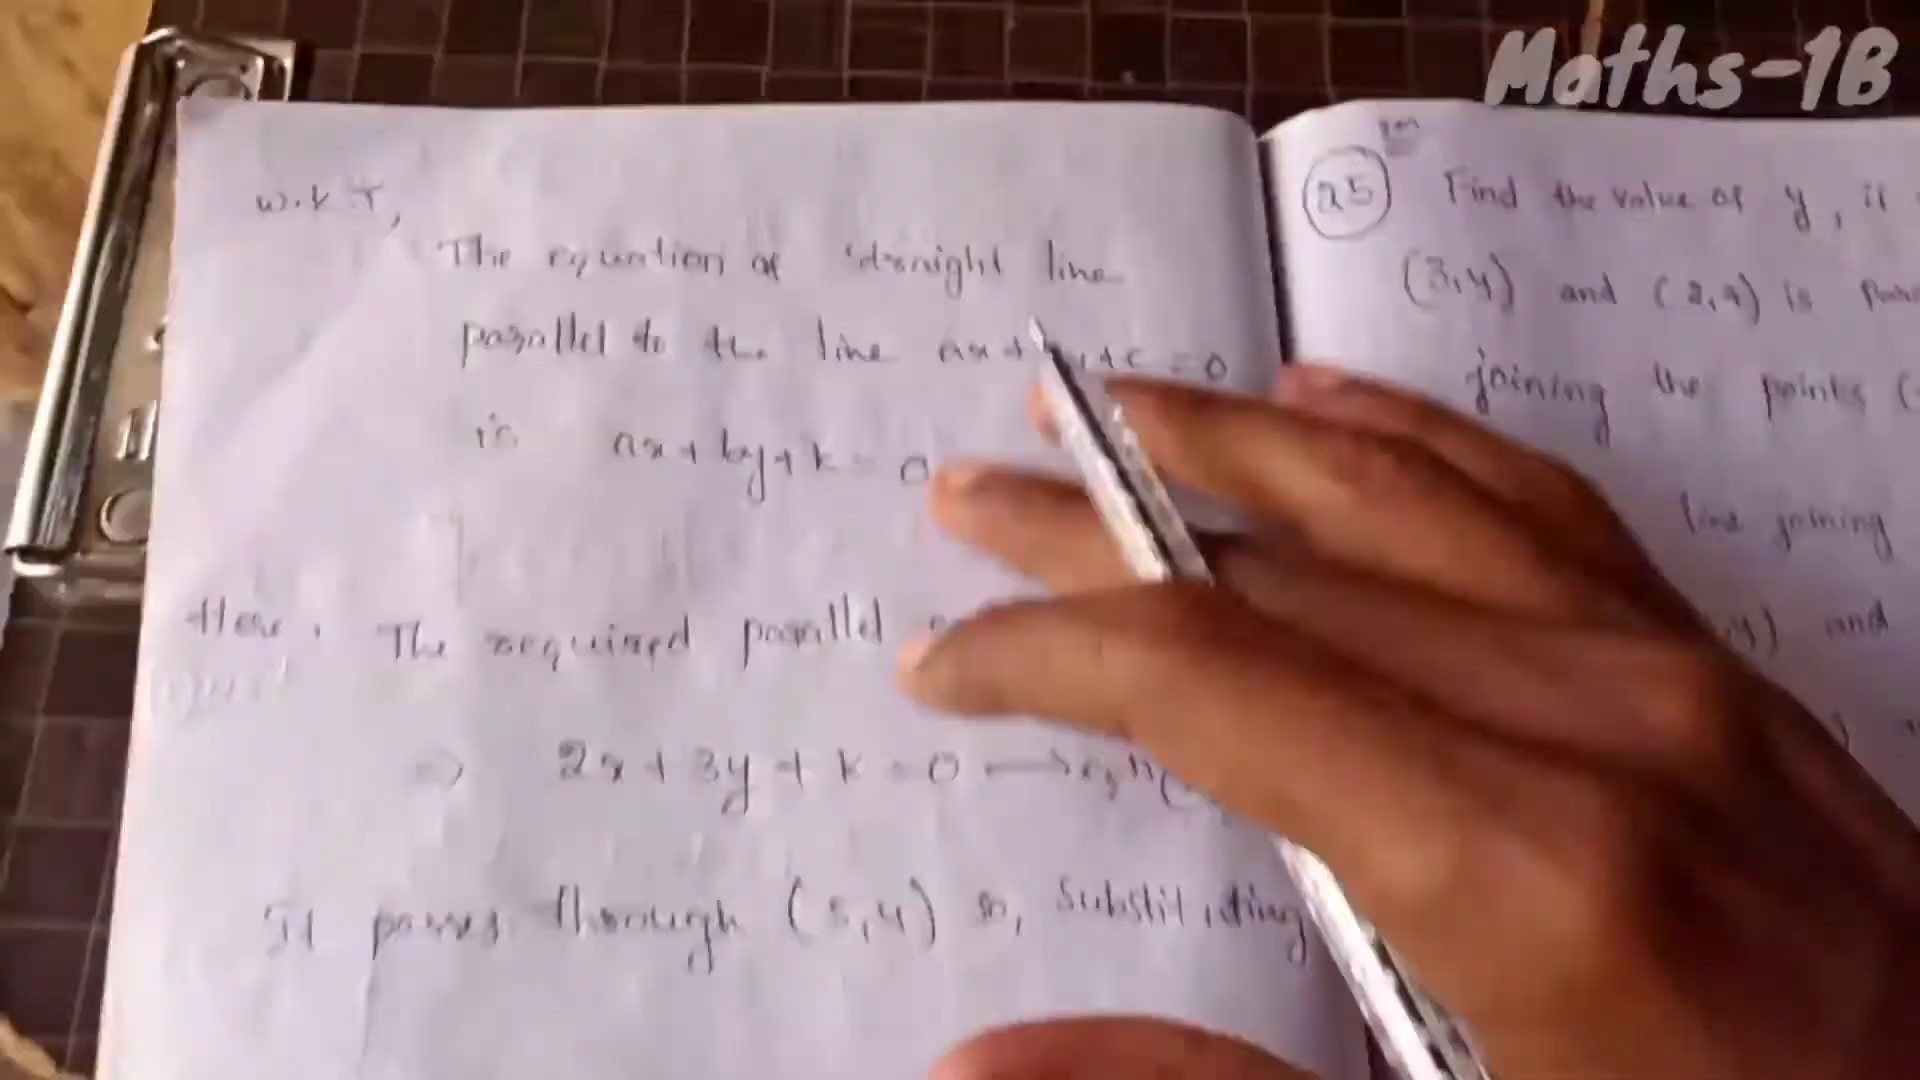 Maths-1B
W.K.T,
The equation of straight line
parallel to the line ax + by + c = 0
is ax + by + k = 0
Here, The required parallel
⇒ 2x + 3y + k = 0 → eqn(
It passes through (5,4) so, substituting
25 Find the value of y, if
(3,y) and (2,4) is
joining the points (
line joining
y) and